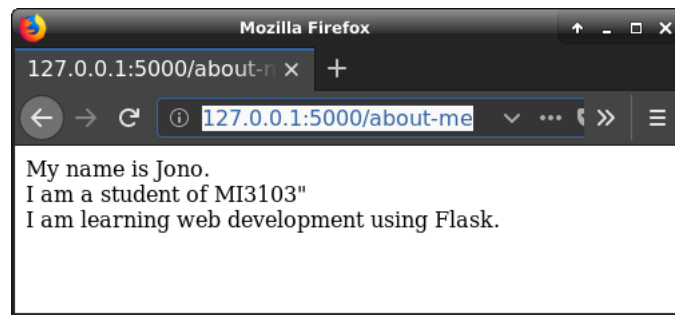 Mozilla Firefox
127.0.0.1:5000/about-n
127.0.0.1:5000/about-me
My name is Jono.
I am a student of MI3103"
I am learning web development using Flask.